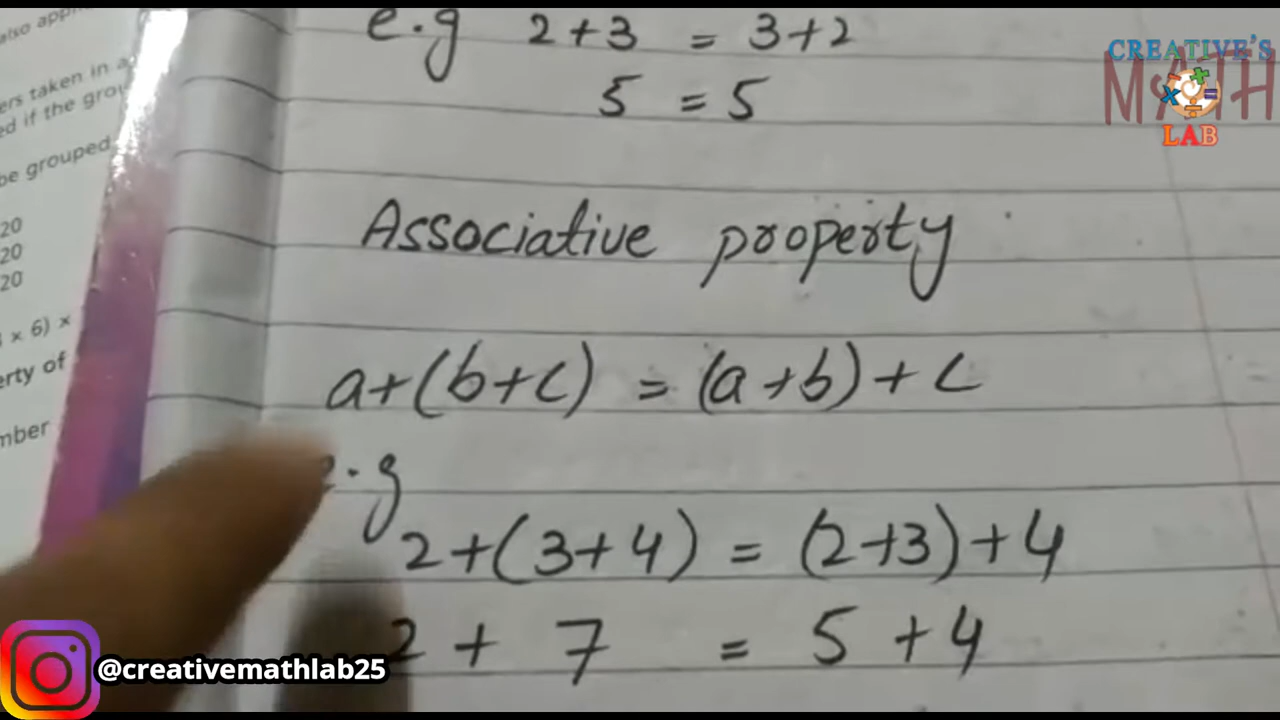 also
ers taken in a
ed if the grou
be grouped
20
20
20
× 6) ×
erty of
mber
e.g 2+3 = 3+2
5 = 5
Associative property
a+(b+c) = (a+b)+c
e.g
2+(3+4) = (2+3)+4
2 + 7 = 5 + 4
CREATIVE'S
MATH
LAB
@creativemathlab25